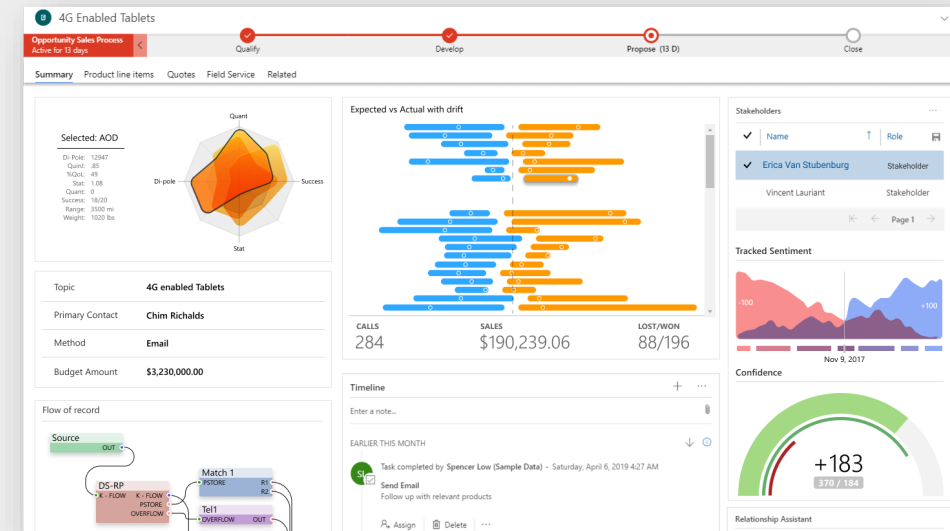 4G Enabled Tablets
Opportunity Sales Process
Active for 13 days
Qualify
Develop
Propose (13 D)
Close
Summary Product line items Quotes Field Service Related
Selected: AOD
Di-Pole: 12947
Quinl: .85
%QoL: 49
Stat: 1.08
Quant: 0
Success: 18/20
Range: 3500 mi
Weight: 1020 lbs
Quant
Di-pole
Success
Stat
Topic 4G enabled Tablets
Primary Contact Chim Richalds
Method Email
Budget Amount $3,230,000.00
Flow of record
Source
OUT
DS-RP
K - FLOW K - FLOW
PSTORE
OVERFLOW
Match 1
PSTORE R1
R2
Tel1
OVERFLOW OUT
Expected vs Actual with drift
CALLS SALES LOST/WON
284 $190,239.06 88/196
Timeline
Enter a note...
EARLIER THIS MONTH
SL
Task completed by Spencer Low (Sample Data) - Saturday, April 6, 2019 4:27 AM
Send Email
Follow up with relevant products
Assign Delete
Stakeholders
Name Role
Erica Van Stubenburg Stakeholder
Vincent Lauriant Stakeholder
Page 1
Tracked Sentiment
-100
+100
Nov 9, 2017
Confidence
+183
370 / 184
Relationship Assistant